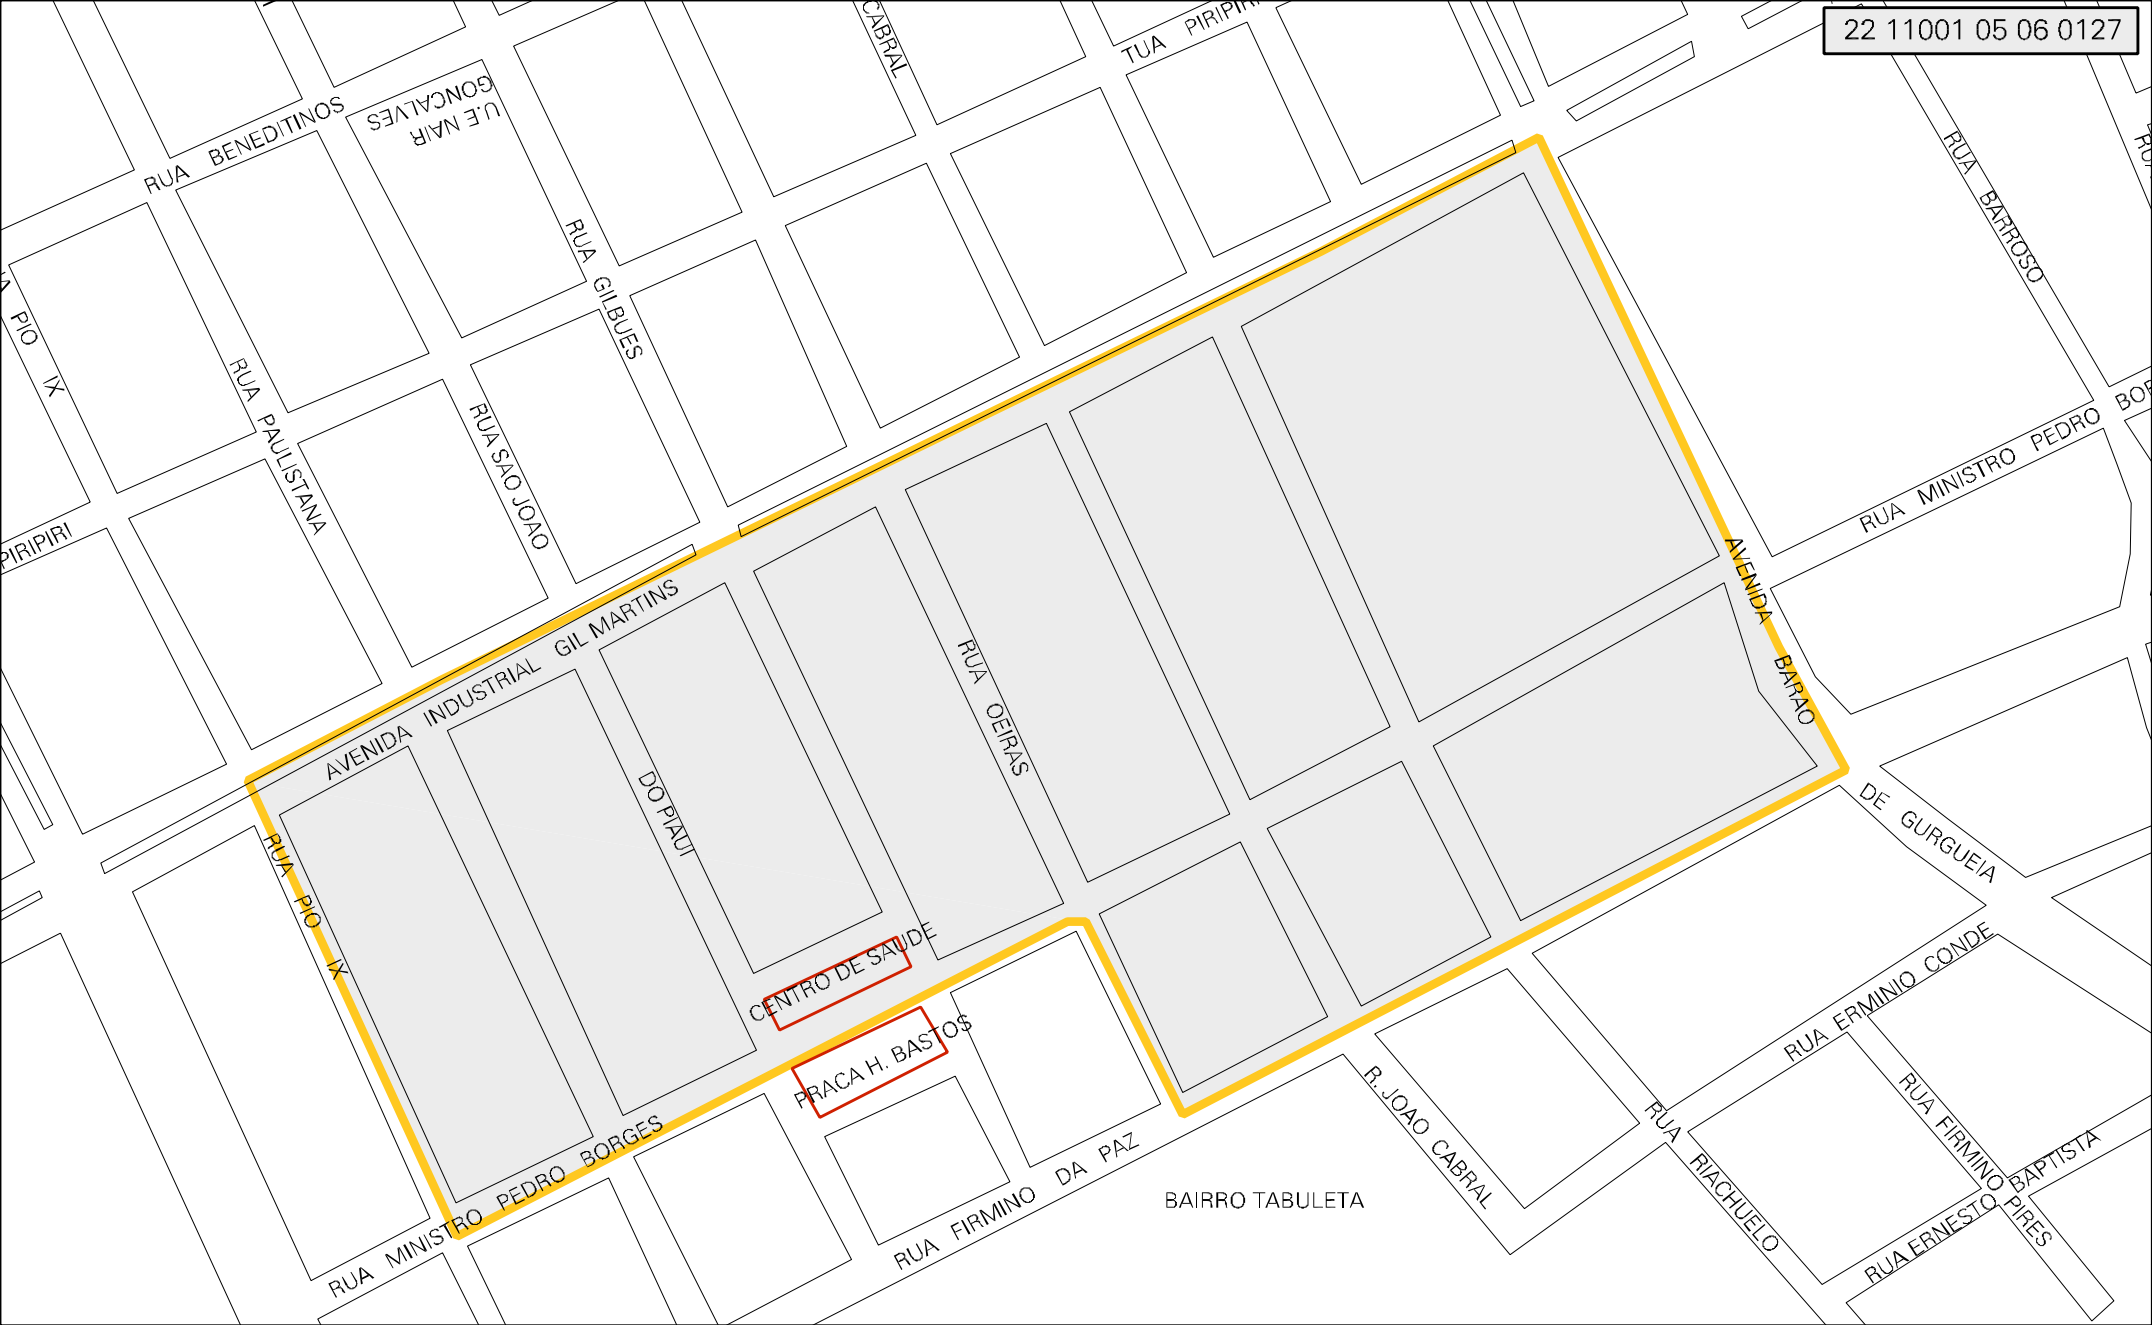 22 11001 05 06 0127
CABRAL
TUA PIRIPIRI
RUA BENEDITINOS
U.E NAIR
GONCALVES
RUA BARROSO
RUA GILBUES
PIO IX
RUA PAULISTANA
RUA SAO JOAO
PIRIPIRI
RUA MINISTRO PEDRO BOR
AVENIDA INDUSTRIAL GIL MARTINS
AVENIDA BARAO DE GURGUEIA
RUA OEIRAS
DO PIAUI
RUA PIO IX
CENTRO DE SAUDE
PRACA H. BASTOS
RUA MINISTRO PEDRO BORGES
RUA FIRMINO DA PAZ
BAIRRO TABULETA
R. JOAO CABRAL
RUA ERMINIO CONDE
RUA RIACHUELO
RUA FIRMINO PIRES
RUA ERNESTO BAPTISTA